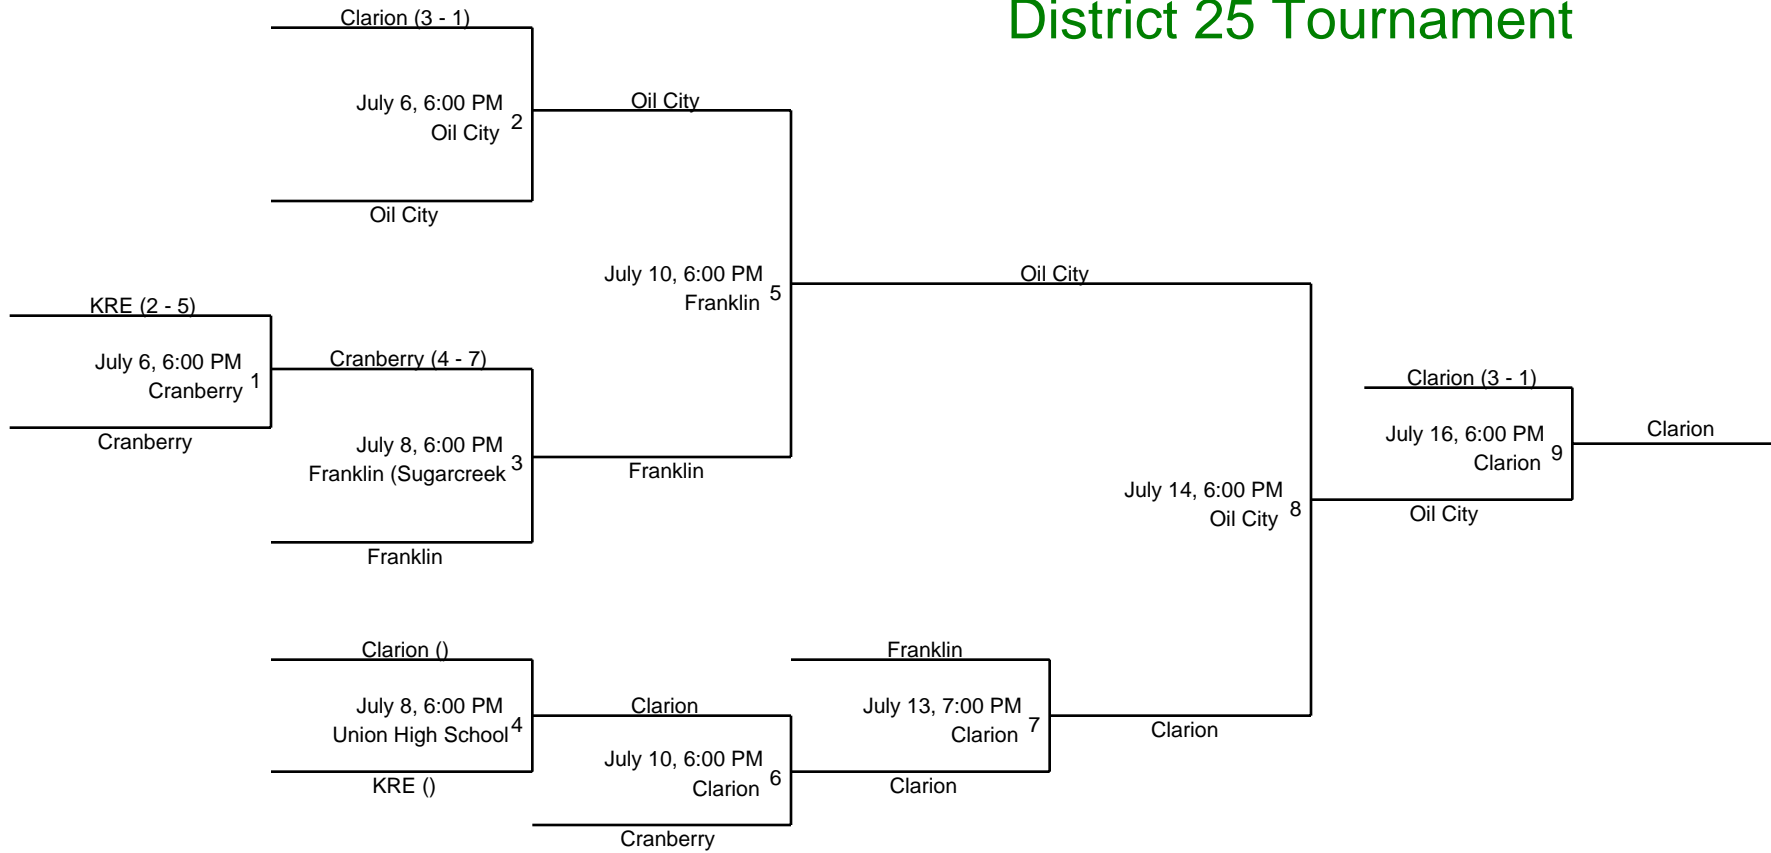 District 25 Tournament
Clarion (3 - 1)
July 6, 6:00 PM
Oil City 2
Oil City
Oil City
KRE (2 - 5)
July 6, 6:00 PM
Cranberry 1
Cranberry
Cranberry (4 - 7)
July 8, 6:00 PM
Franklin (Sugarcreek 3
Franklin
Franklin
July 10, 6:00 PM
Franklin 5
Oil City
Clarion ()
July 8, 6:00 PM
Union High School 4
KRE ()
Clarion
July 10, 6:00 PM
Clarion 6
Cranberry
Franklin
July 13, 7:00 PM
Clarion 7
Clarion
Clarion
July 14, 6:00 PM
Oil City 8
Clarion (3 - 1)
July 16, 6:00 PM
Clarion 9
Oil City
Clarion